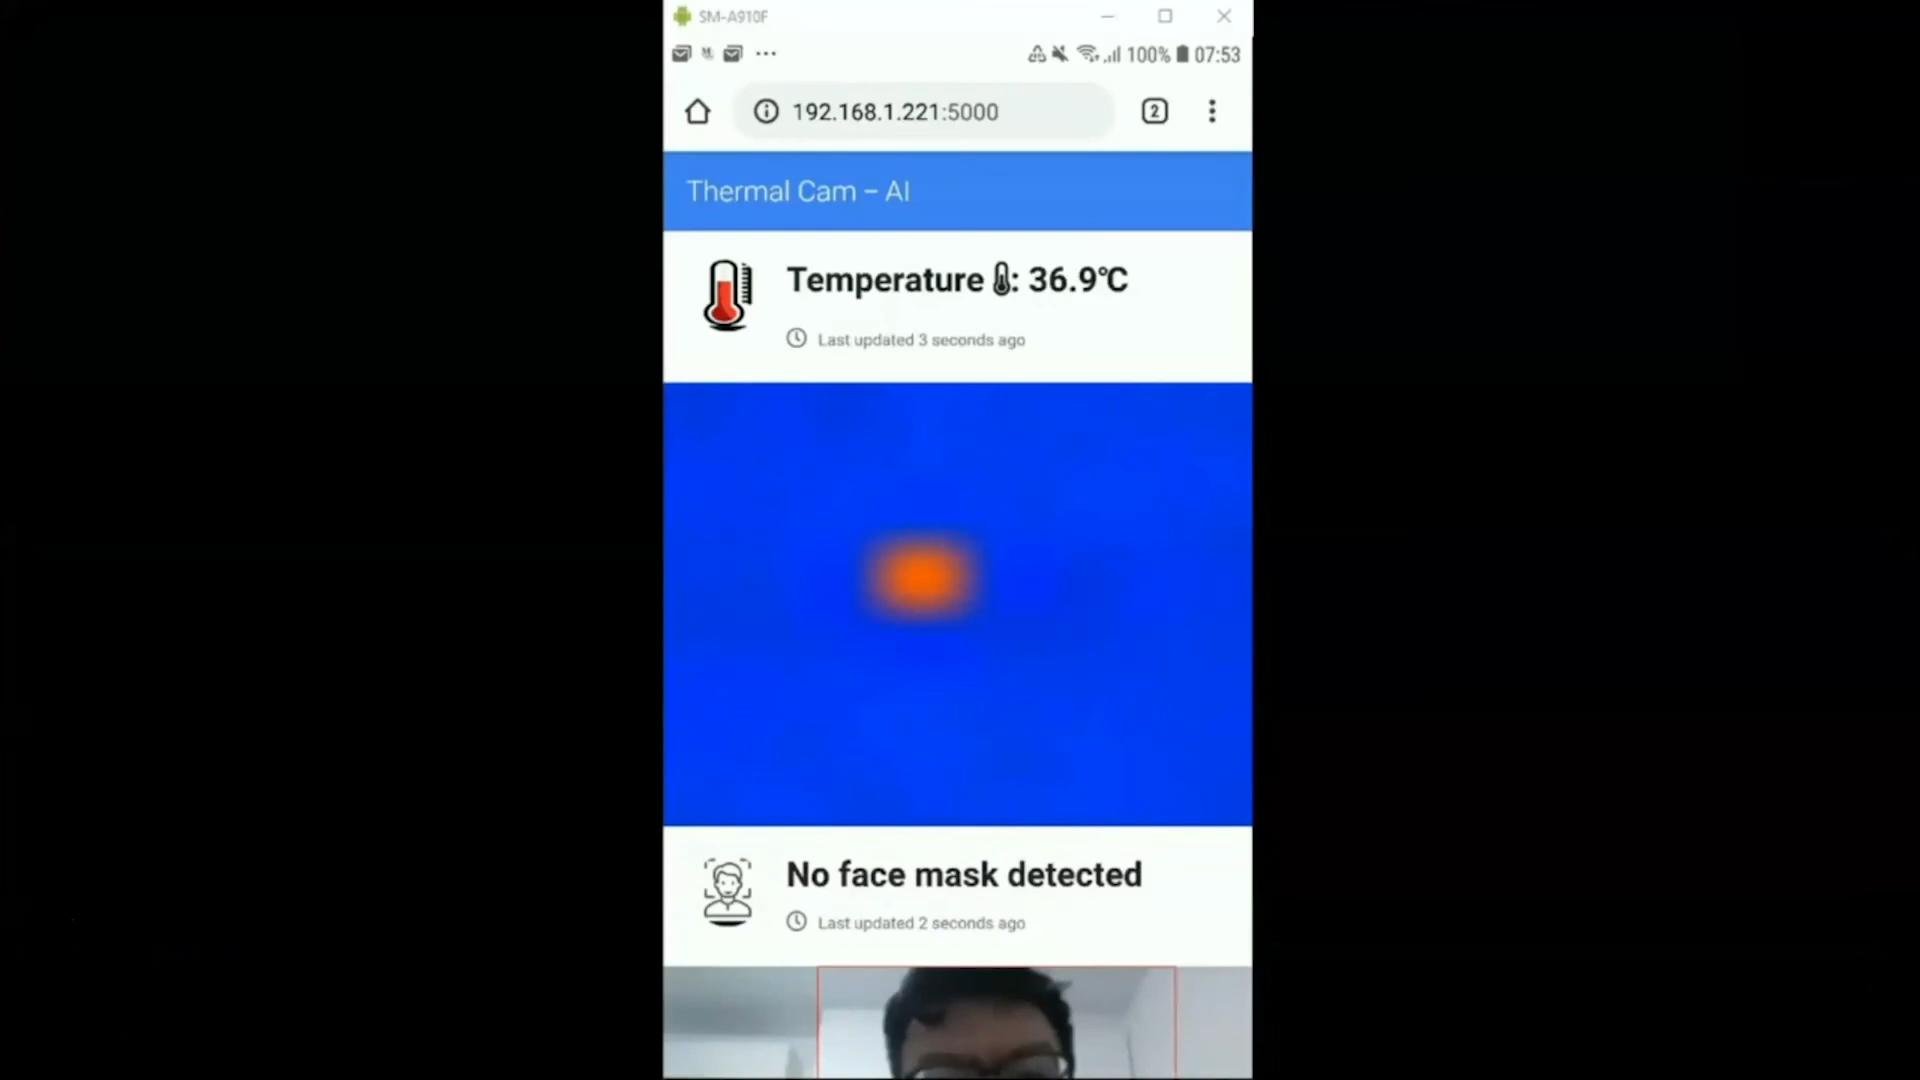 SM-A910F
100% 07:53
192.168.1.221:5000
2
Thermal Cam – AI
Temperature 🌡: 36.9℃
Last updated 3 seconds ago
No face mask detected
Last updated 2 seconds ago